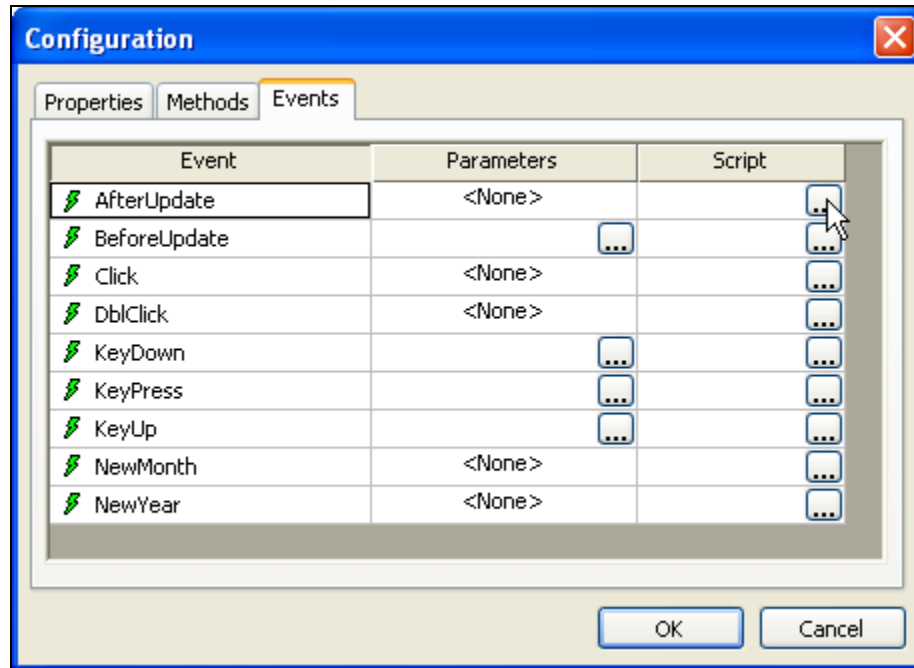 Configuration
Properties Methods Events
Event Parameters Script
AfterUpdate <None> ...
BeforeUpdate ... ...
Click <None> ...
DblClick <None> ...
KeyDown ... ...
KeyPress ... ...
KeyUp ... ...
NewMonth <None> ...
NewYear <None> ...
OK Cancel